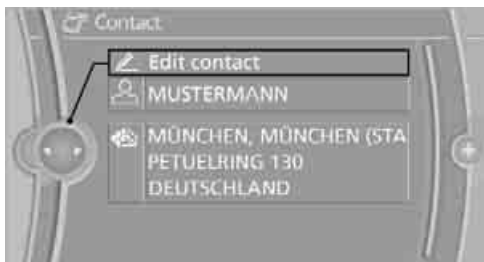 Contact
Edit contact
MUSTERMANN
MÜNCHEN, MÜNCHEN (STA
PETUELRING 130
DEUTSCHLAND